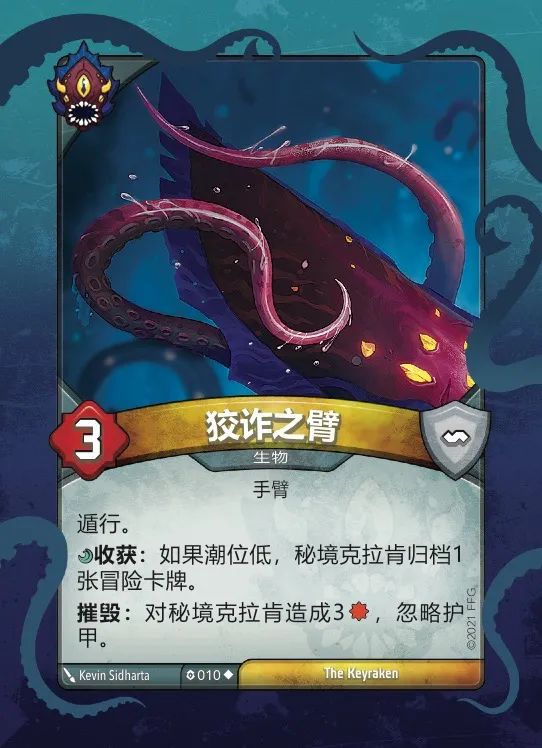 3
狡诈之臂
生物
手臂
遁行。
收获：如果潮位低，秘境克拉肯归档1
张冒险卡牌。
摧毁：对秘境克拉肯造成3，忽略护
甲。
©2021 FFG
Kevin Sidharta
010
The Keyraken